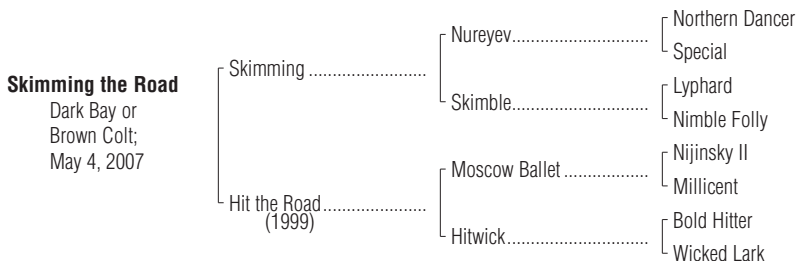 Skimming the Road
Dark Bay or
Brown Colt;
May 4, 2007
Skimming ........................
Hit the Road.....................
(1999)
Nureyev............................
Skimble............................
Moscow Ballet .................
Hitwick.............................
Northern Dancer
Special
Lyphard
Nimble Folly
Nijinsky II
Millicent
Bold Hitter
Wicked Lark